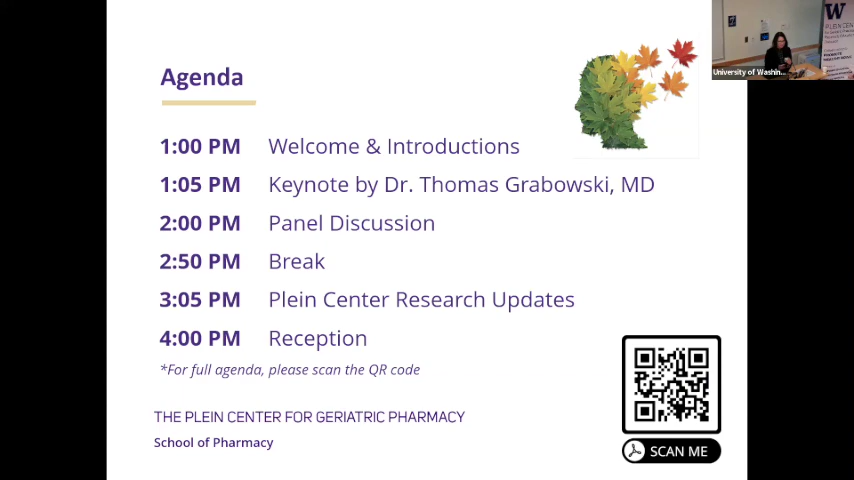 Agenda
1:00 PM Welcome & Introductions
1:05 PM Keynote by Dr. Thomas Grabowski, MD
2:00 PM Panel Discussion
2:50 PM Break
3:05 PM Plein Center Research Updates
4:00 PM Reception
*For full agenda, please scan the QR code
THE PLEIN CENTER FOR GERIATRIC PHARMACY
School of Pharmacy
SCAN ME
University of Washin...
W
PLEIN CENTER